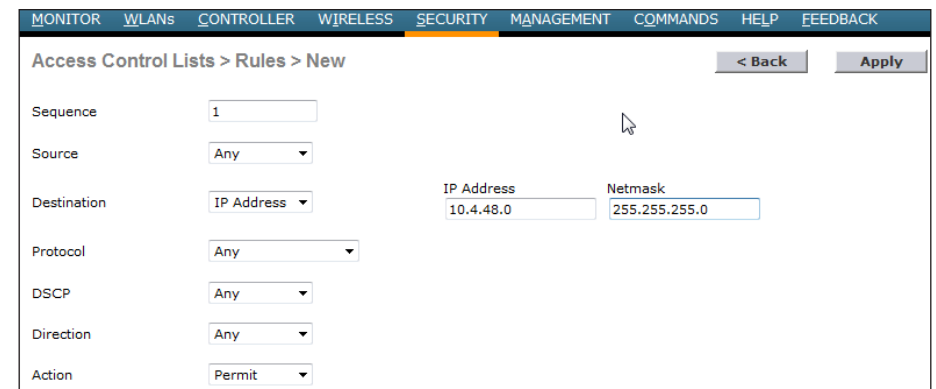 MONITOR WLANs CONTROLLER WIRELESS SECURITY MANAGEMENT COMMANDS HELP FEEDBACK
Access Control Lists > Rules > New < Back Apply
Sequence 1
Source Any
IP Address Netmask
Destination IP Address 10.4.48.0 255.255.255.0
Protocol Any
DSCP Any
Direction Any
Action Permit